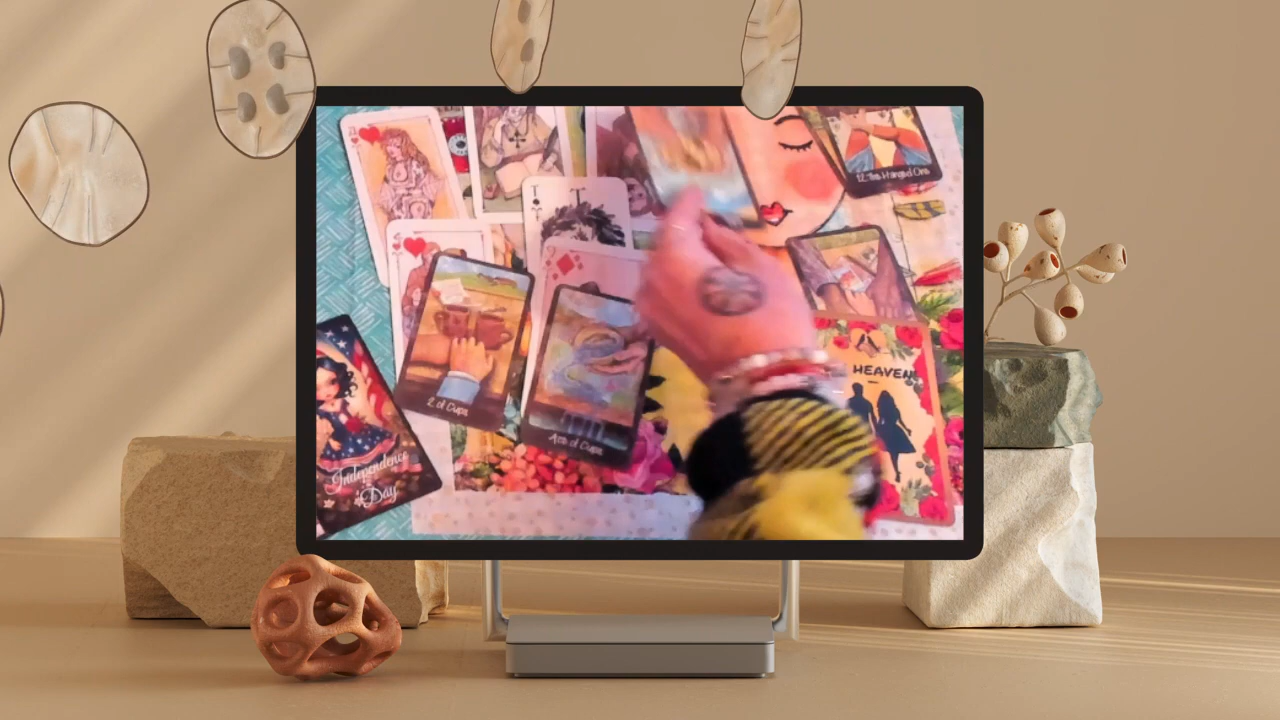 12 The Hanged One
HEAVEN
2 of Cups
Ace of Cups
Independence
Day